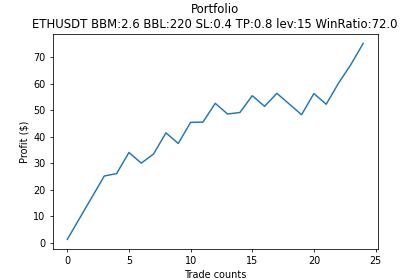 Portfolio
ETHUSDT BBM:2.6 BBL:220 SL:0.4 TP:0.8 lev:15 WinRatio:72.0
70
60
50
40
30
20
10
0
Profit ($)
0 5 10 15 20 25
Trade counts